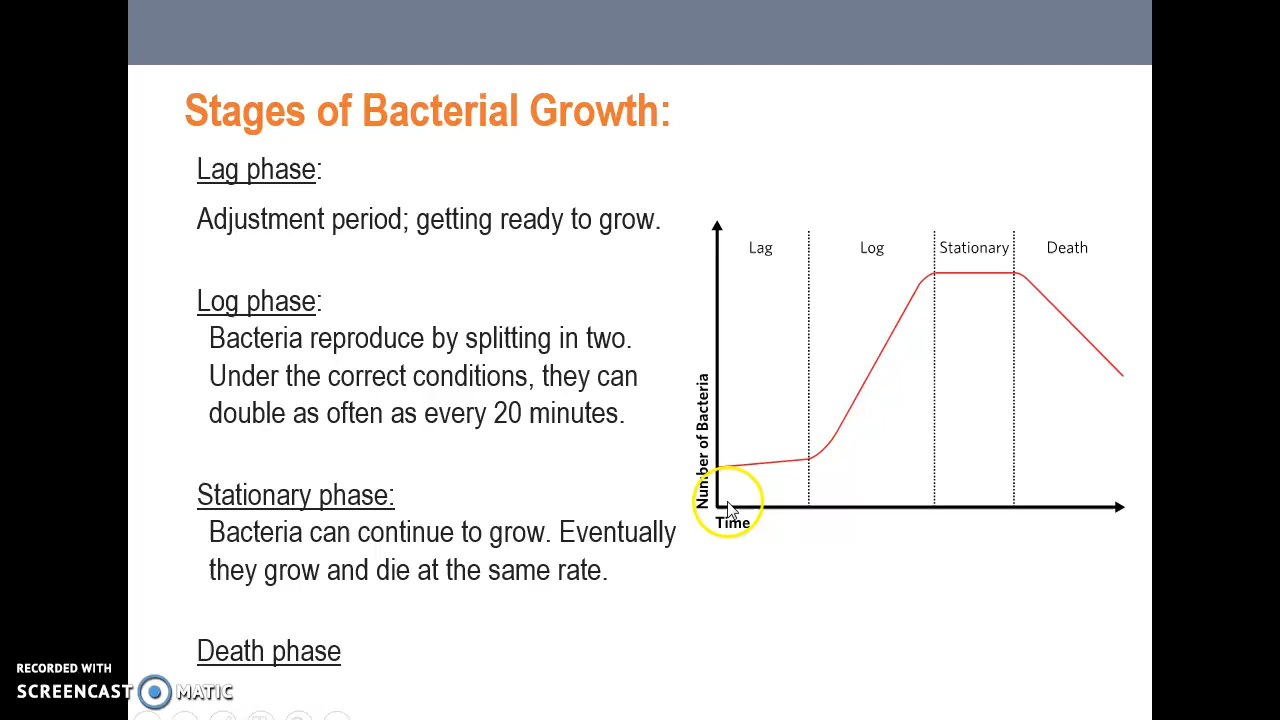 Stages of Bacterial Growth:
Lag phase:
Adjustment period; getting ready to grow.
Log phase:
Bacteria reproduce by splitting in two.
Under the correct conditions, they can
double as often as every 20 minutes.
Stationary phase:
Bacteria can continue to grow. Eventually
they grow and die at the same rate.
Death phase
Lag
Log
Stationary
Death
Number of Bacteria
Time
RECORDED WITH
SCREENCAST MATIC